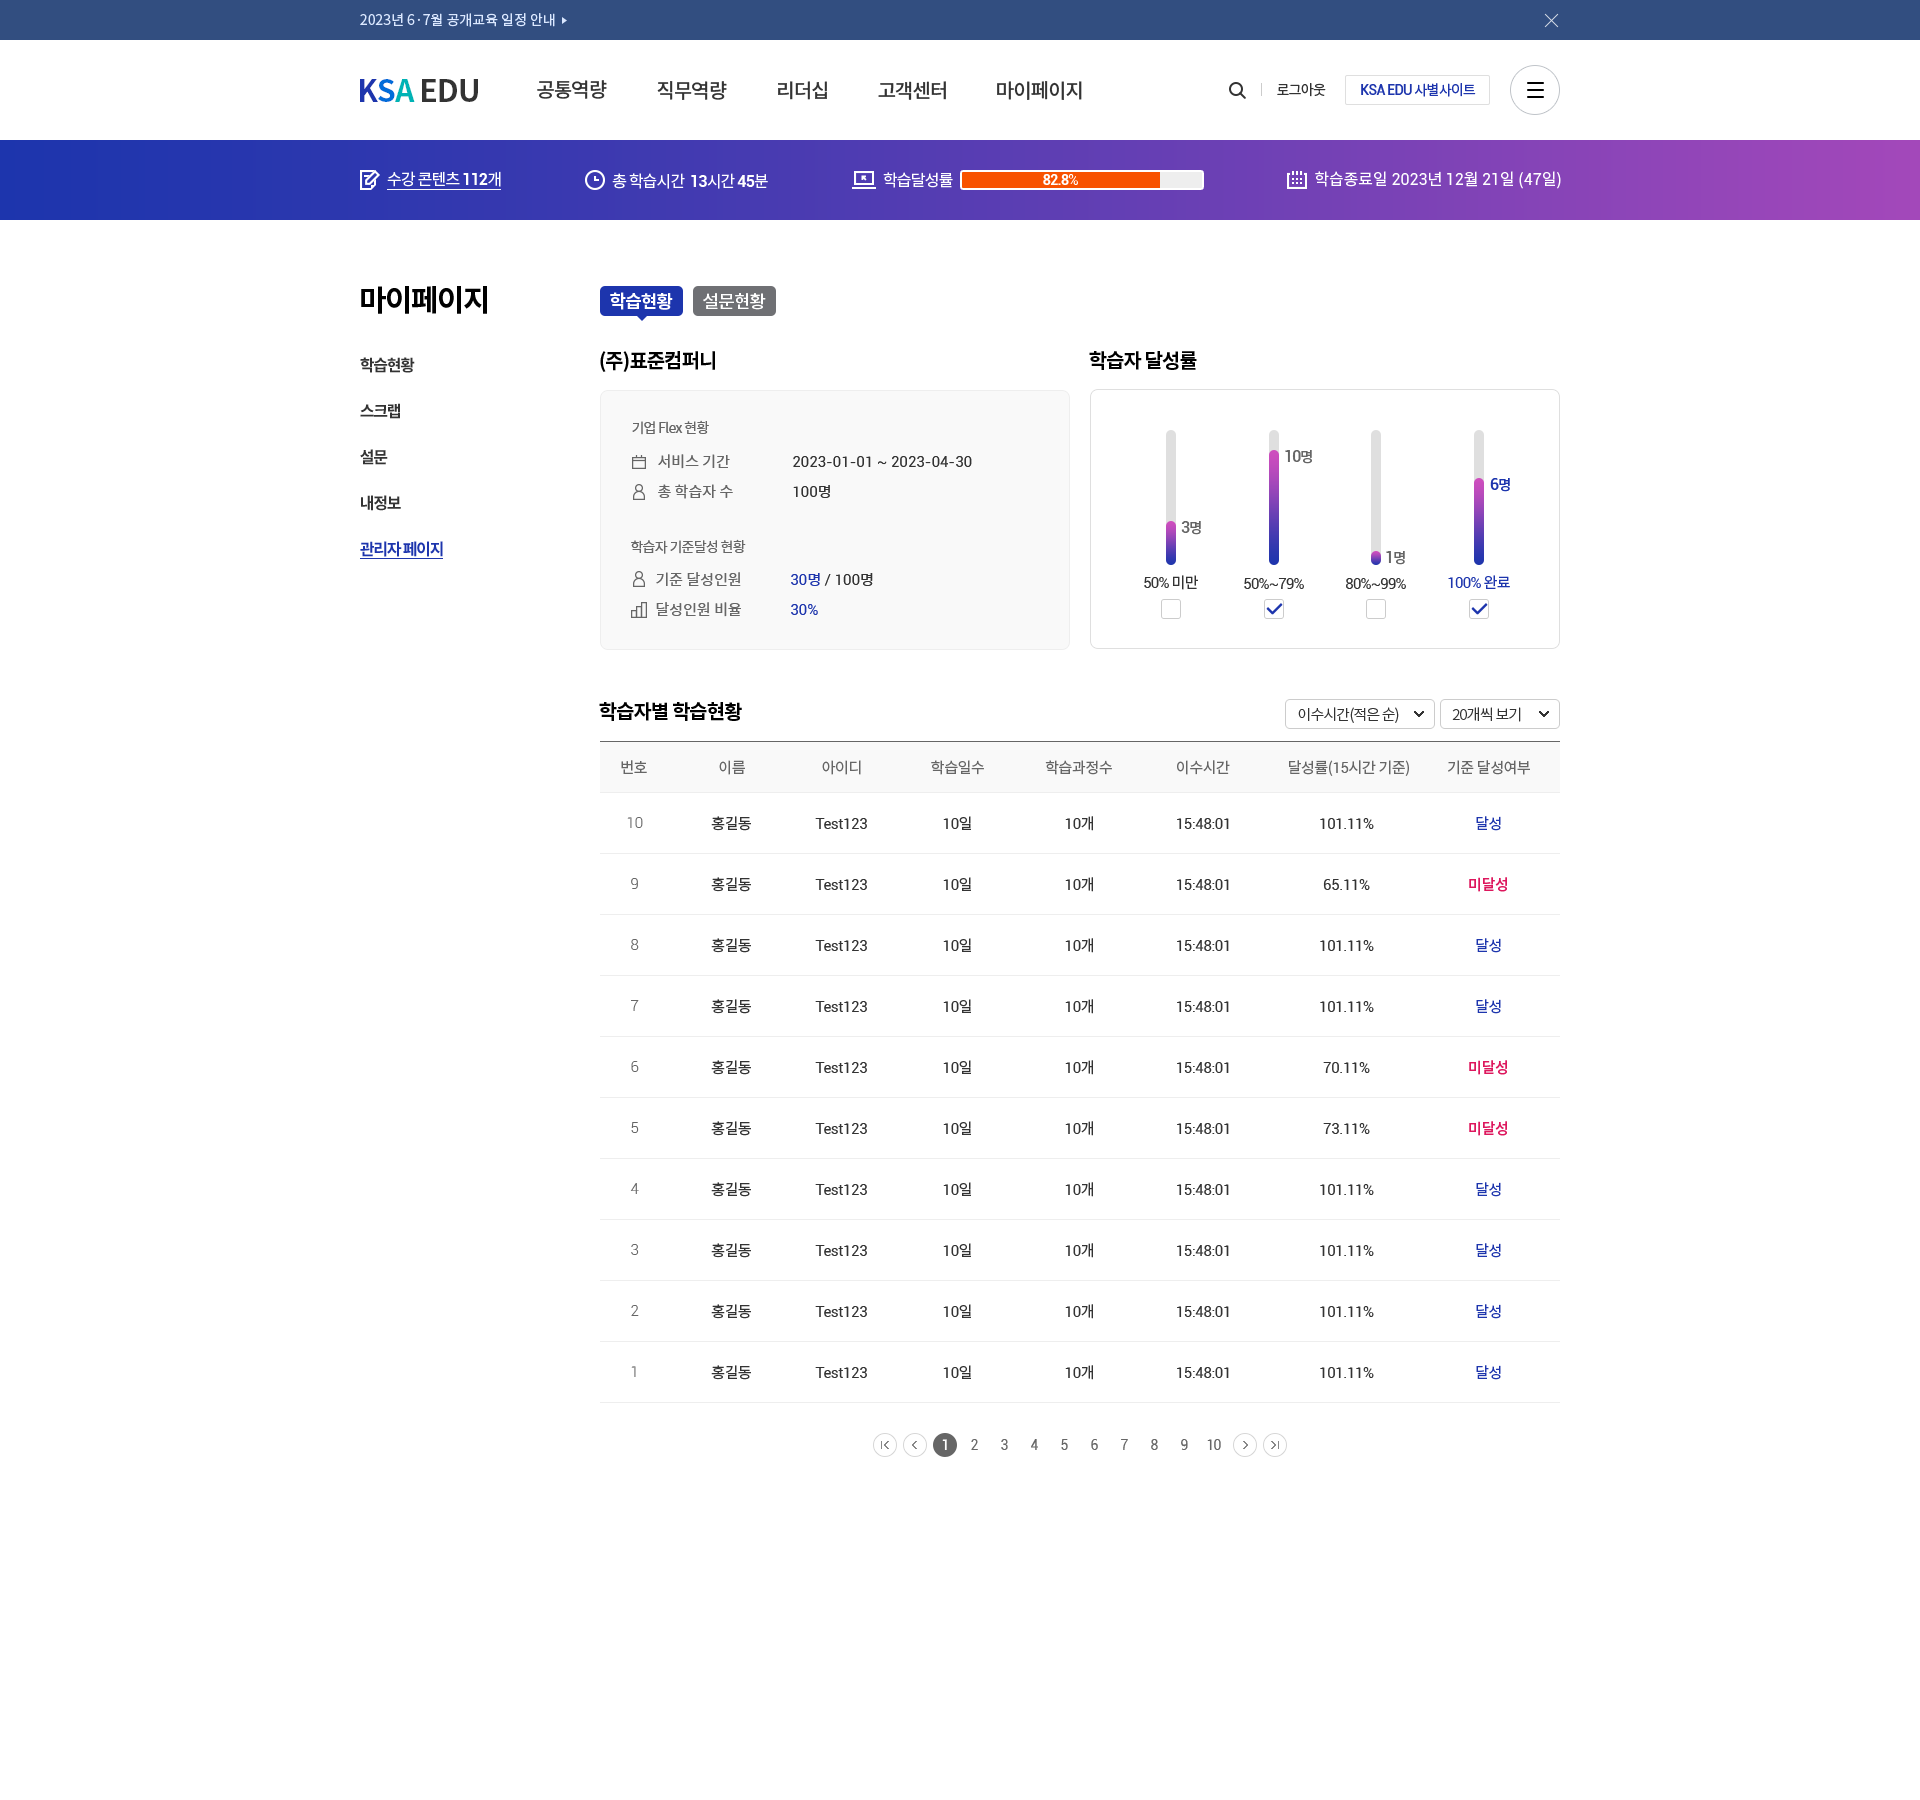 2023년 6·7월 공개교육 일정 안내
KSA EDU 공통역량 직무역량 리더십 고객센터 마이페이지 로그아웃 KSA EDU 사별사이트
수강 콘텐츠 112개 총 학습시간 13시간 45분 학습달성률 82.8% 학습종료일 2023년 12월 21일 (47일)
마이페이지
학습현황
스크랩
설문
내정보
관리자 페이지
학습현황 설문현황
(주)표준컴퍼니
기업 Flex 현황
서비스 기간 2023-01-01 ~ 2023-04-30
총 학습자 수 100명
학습자 기준달성 현황
기준 달성인원 30명 / 100명
달성인원 비율 30%
학습자 달성률
10명
6명
3명
1명
50% 미만 50%~79% 80%~99% 100% 완료
학습자별 학습현황 이수시간(적은 순) 20개씩 보기
번호 이름 아이디 학습일수 학습과정수 이수시간 달성률(15시간 기준) 기준 달성여부
10 홍길동 Test123 10일 10개 15:48:01 101.11% 달성
9 홍길동 Test123 10일 10개 15:48:01 65.11% 미달성
8 홍길동 Test123 10일 10개 15:48:01 101.11% 달성
7 홍길동 Test123 10일 10개 15:48:01 101.11% 달성
6 홍길동 Test123 10일 10개 15:48:01 70.11% 미달성
5 홍길동 Test123 10일 10개 15:48:01 73.11% 미달성
4 홍길동 Test123 10일 10개 15:48:01 101.11% 달성
3 홍길동 Test123 10일 10개 15:48:01 101.11% 달성
2 홍길동 Test123 10일 10개 15:48:01 101.11% 달성
1 홍길동 Test123 10일 10개 15:48:01 101.11% 달성
1 2 3 4 5 6 7 8 9 10